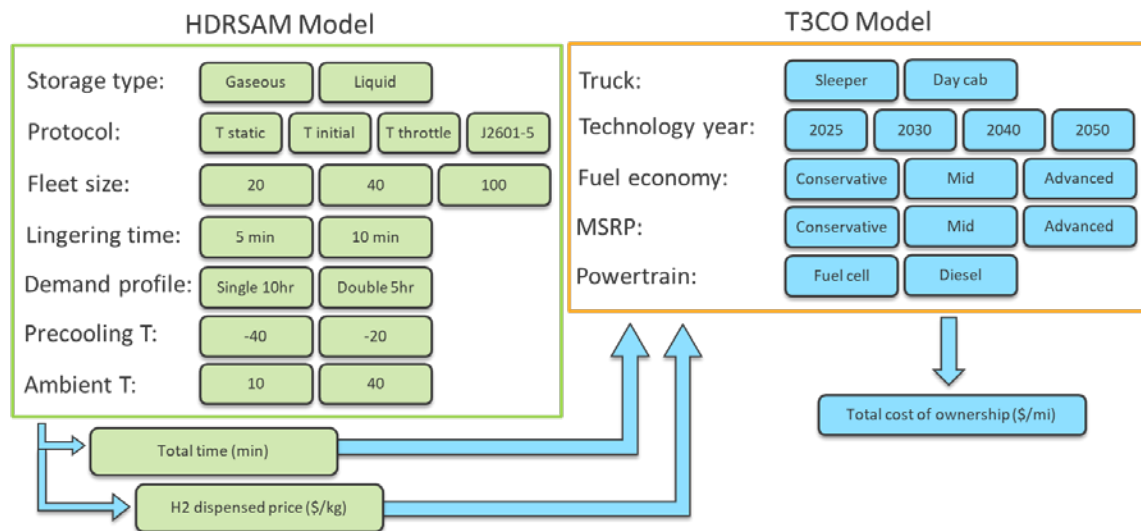 HDRSAM Model
Storage type: Gaseous Liquid
Protocol: T static T initial T throttle J2601-5
Fleet size: 20 40 100
Lingering time: 5 min 10 min
Demand profile: Single 10hr Double 5hr
Precooling T: -40 -20
Ambient T: 10 40
Total time (min)
H2 dispensed price ($/kg)
T3CO Model
Truck: Sleeper Day cab
Technology year: 2025 2030 2040 2050
Fuel economy: Conservative Mid Advanced
MSRP: Conservative Mid Advanced
Powertrain: Fuel cell Diesel
Total cost of ownership ($/mi)